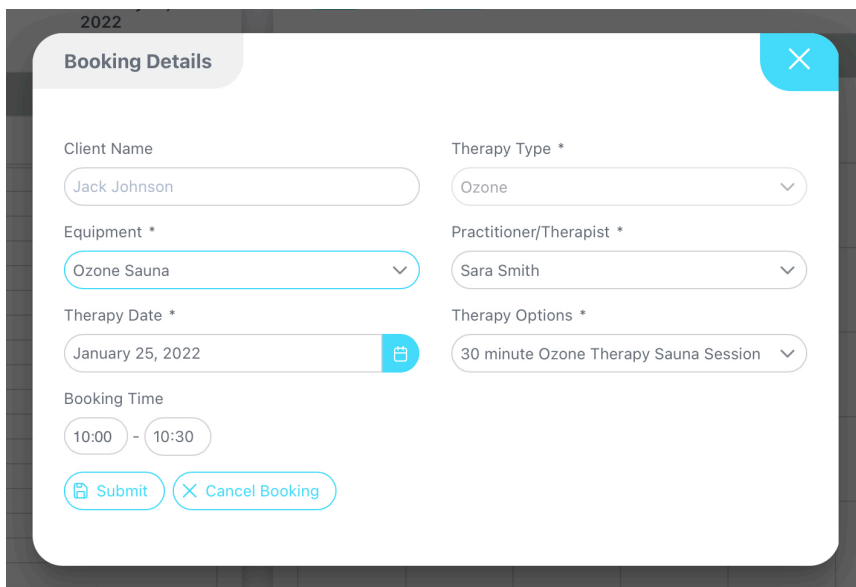 2022
Booking Details
Client Name
Therapy Type *
Jack Johnson
Ozone
Equipment *
Practitioner/Therapist *
Ozone Sauna
Sara Smith
Therapy Date *
Therapy Options *
January 25, 2022
30 minute Ozone Therapy Sauna Session
Booking Time
10:00 - 10:30
Submit
Cancel Booking